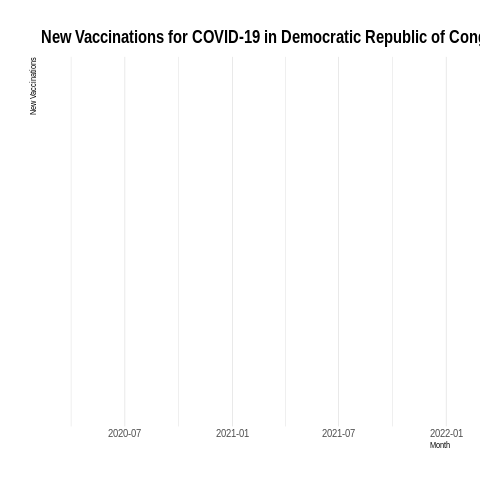 New Vaccinations for COVID-19 in Democratic Republic of Cong
New Vaccinations
2020-07 2021-01 2021-07 2022-01
Month